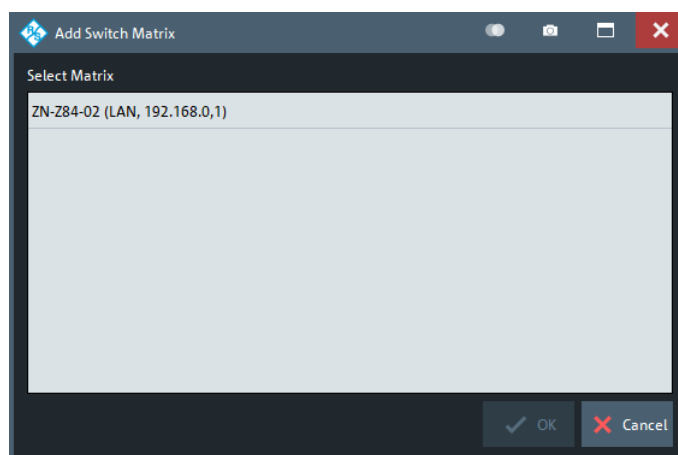 Add Switch Matrix
Select Matrix
ZN-Z84-02 (LAN, 192.168.0,1)
OK
Cancel